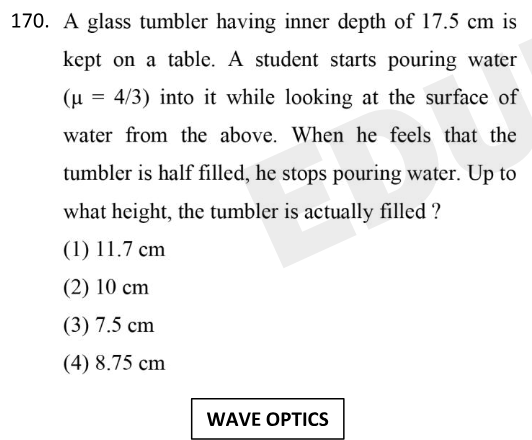 170. A glass tumbler having inner depth of 17.5 cm is
kept on a table. A student starts pouring water
(μ = 4/3) into it while looking at the surface of
water from the above. When he feels that the
tumbler is half filled, he stops pouring water. Up to
what height, the tumbler is actually filled ?
(1) 11.7 cm
(2) 10 cm
(3) 7.5 cm
(4) 8.75 cm
WAVE OPTICS
EDU